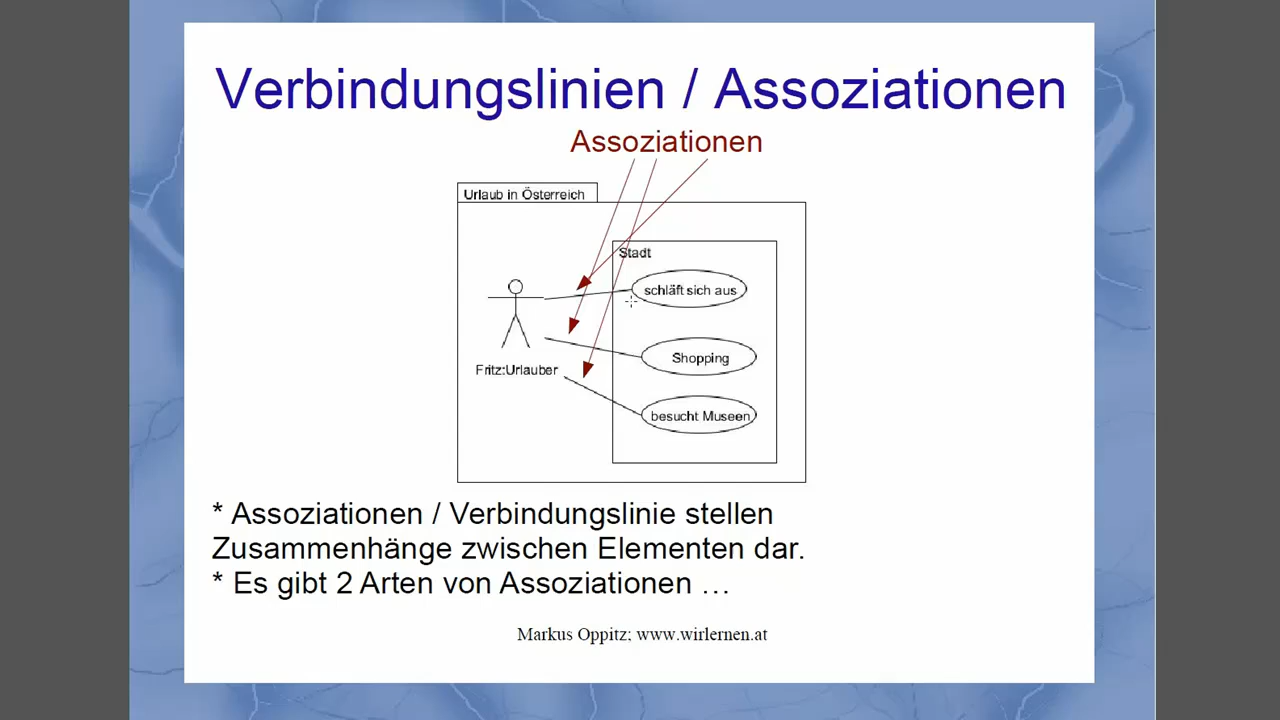 Verbindungslinien / Assoziationen
Assoziationen
Urlaub in Österreich
Stadt
schläft sich aus
Shopping
Fritz:Urlauber
besucht Museen
* Assoziationen / Verbindungslinie stellen
Zusammenhänge zwischen Elementen dar.
* Es gibt 2 Arten von Assoziationen …
Markus Oppitz; www.wirlernen.at